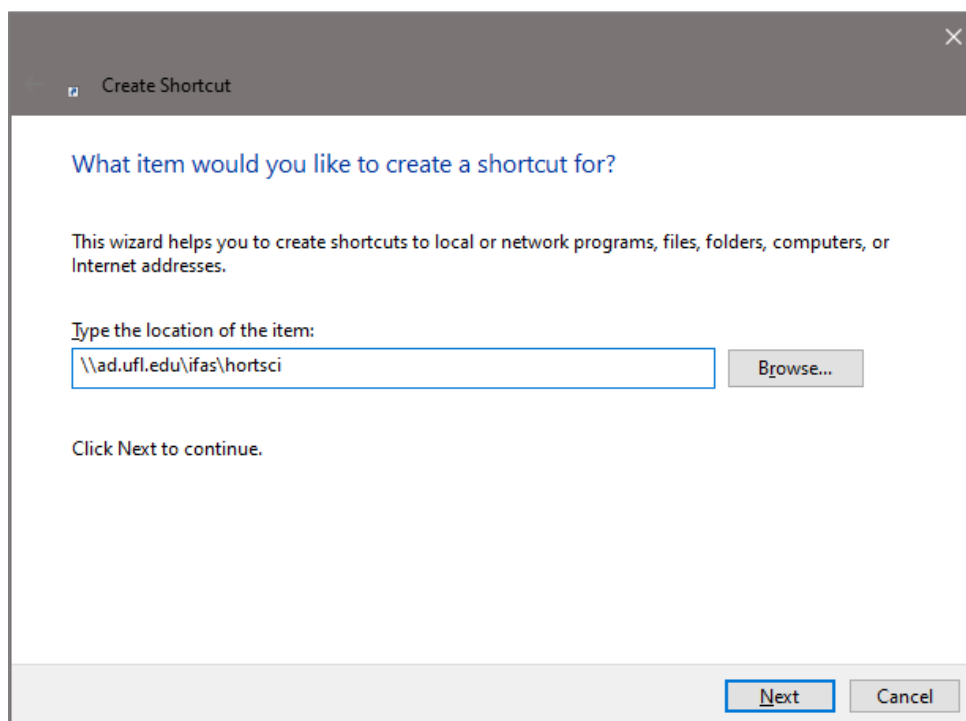 Create Shortcut
What item would you like to create a shortcut for?
This wizard helps you to create shortcuts to local or network programs, files, folders, computers, or
Internet addresses.
Type the location of the item:
\\ad.ufl.edu\ifas\hortsci
Browse...
Click Next to continue.
Next
Cancel